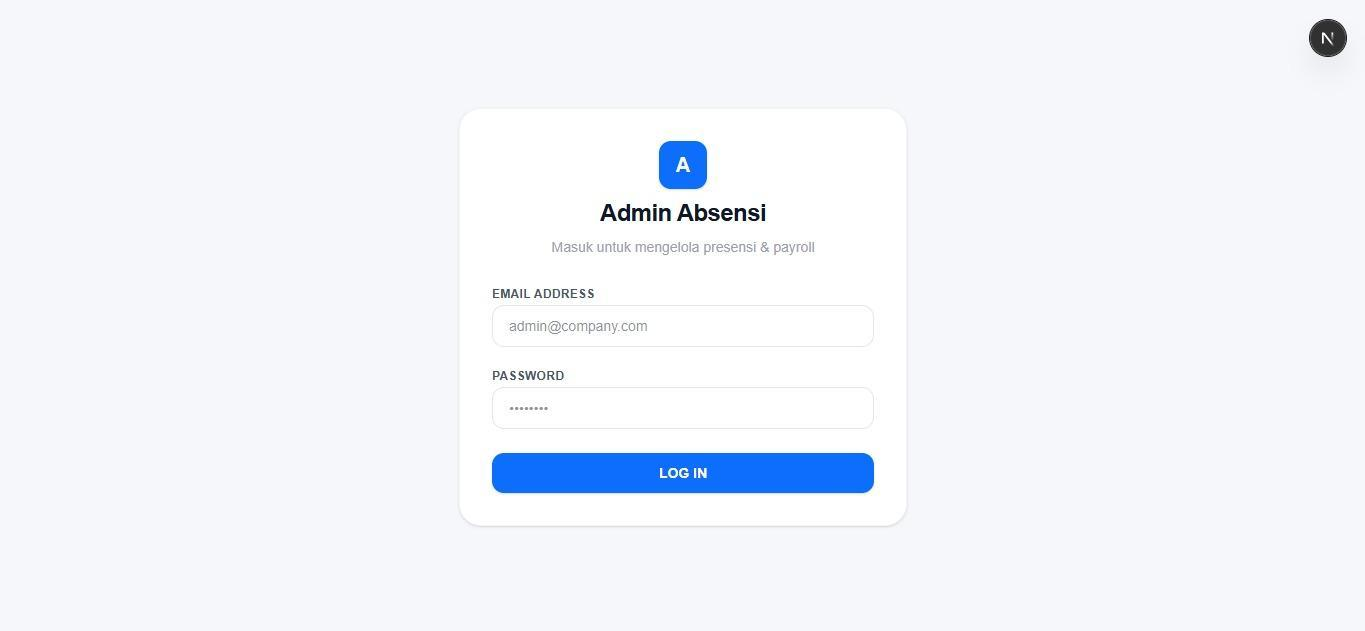 N
A
Admin Absensi
Masuk untuk mengelola presensi & payroll
EMAIL ADDRESS
admin@company.com
PASSWORD
••••••••
LOG IN